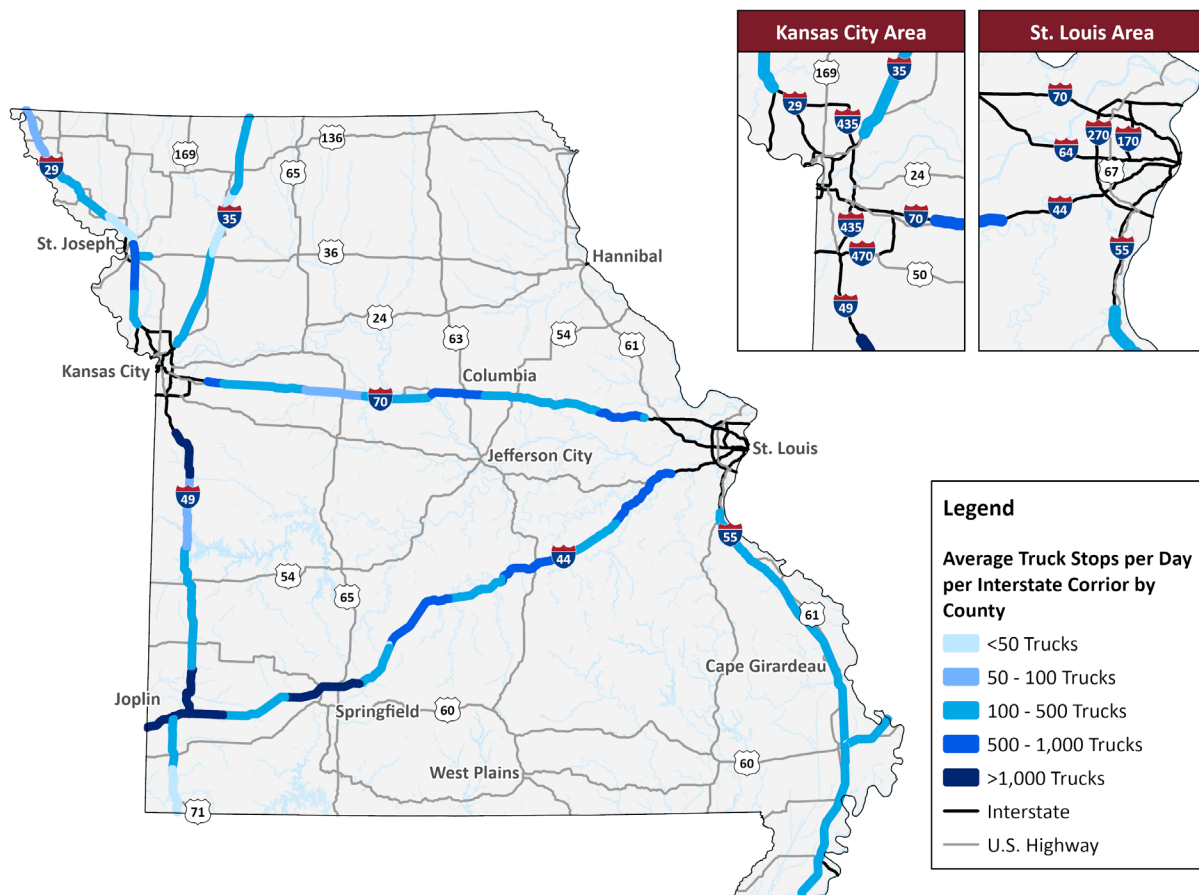 Kansas City Area
St. Louis Area
169
35
29
435
24
70
435
470
50
49
70
270
170
64
67
44
55
136
169
29
65
35
St. Joseph
36
Hannibal
24
63
54
61
Kansas City
Columbia
70
St. Louis
Jefferson City
49
55
44
54
65
61
Cape Girardeau
Joplin
Springfield
60
West Plains
60
71
Legend
Average Truck Stops per Day
per Interstate Corrior by
County
<50 Trucks
50 - 100 Trucks
100 - 500 Trucks
500 - 1,000 Trucks
>1,000 Trucks
Interstate
U.S. Highway